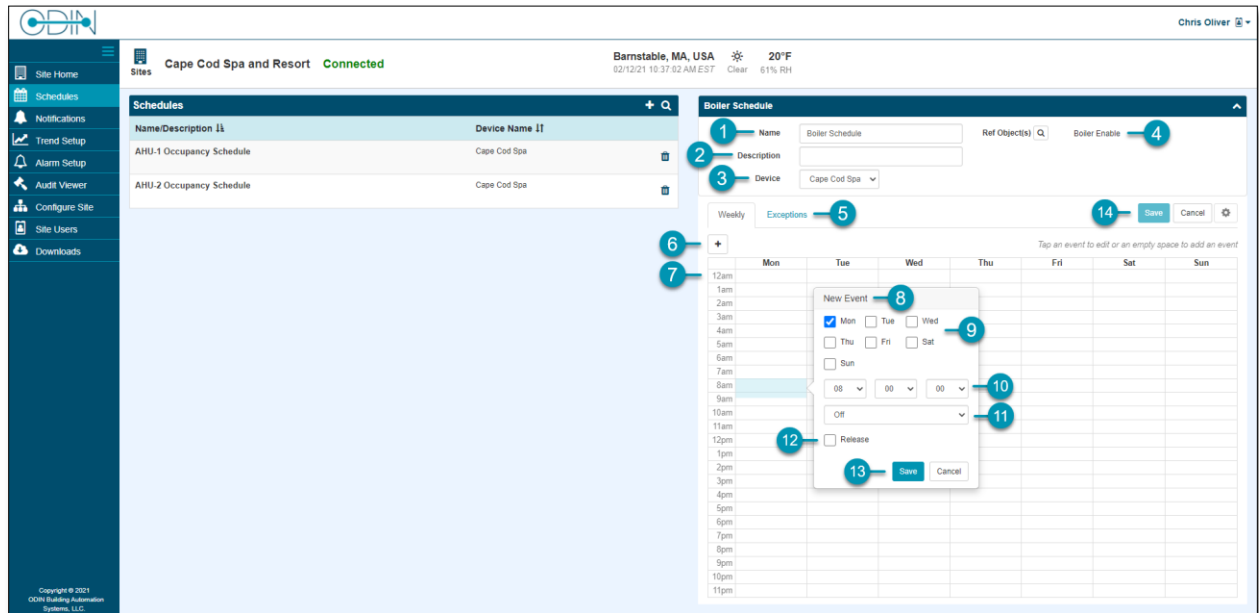 ODIN
Chris Oliver
Site Home
Schedules
Notifications
Trend Setup
Alarm Setup
Audit Viewer
Configure Site
Site Users
Downloads
Copyright © 2021
ODIN Building Automation
Systems, LLC.
Sites
Cape Cod Spa and Resort Connected
Barnstable, MA, USA 20°F
02/12/21 10:37:02 AM EST Clear 61% RH
Schedules
Name/Description Device Name
AHU-1 Occupancy Schedule Cape Cod Spa
AHU-2 Occupancy Schedule Cape Cod Spa
Boiler Schedule
1 Name Boiler Schedule Ref Object(s) Boiler Enable 4
2 Description
3 Device Cape Cod Spa
Weekly Exceptions 5 14 Save Cancel
6 + Tap an event to edit or an empty space to add an event
Mon Tue Wed Thu Fri Sat Sun
7 12am
1am
2am
3am
4am
5am
6am
7am
8am
9am
10am
11am
12pm
1pm
2pm
3pm
4pm
5pm
6pm
7pm
8pm
9pm
10pm
11pm
New Event 8
Mon Tue Wed 9
Thu Fri Sat
Sun
08 00 00 10
Off 11
12 Release
13 Save Cancel